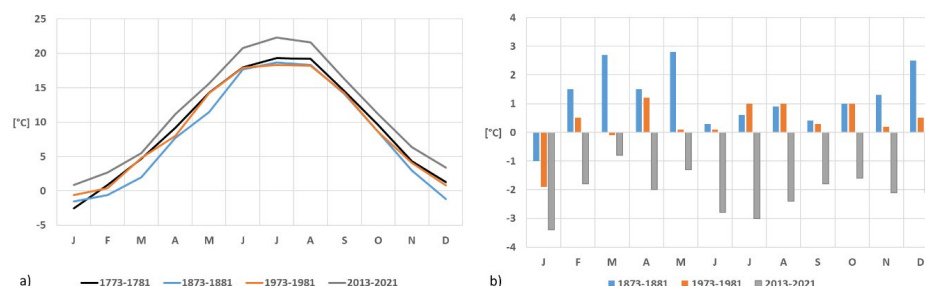 25
20
15
[°C]
10
5
0
-5
J F M A M J J A S O N D
a)
1773-1781 1873-1881 1973-1981 2013-2021
4
3
2
1
[°C]
0
-1
-2
-3
-4
J F M A M J J A S O N D
b)
1873-1881 1973-1981 2013-2021